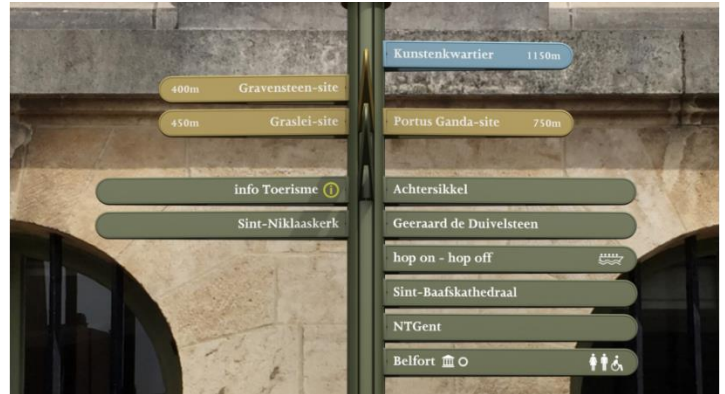 Kunstenkwartier 1150m
400m Gravensteen-site
450m Graslei-site
Portus Ganda-site 750m
info Toerisme i
Achtersikkel
Sint-Niklaaskerk
Geeraard de Duivelsteen
hop on - hop off
Sint-Baafskathedraal
NTGent
Belfort